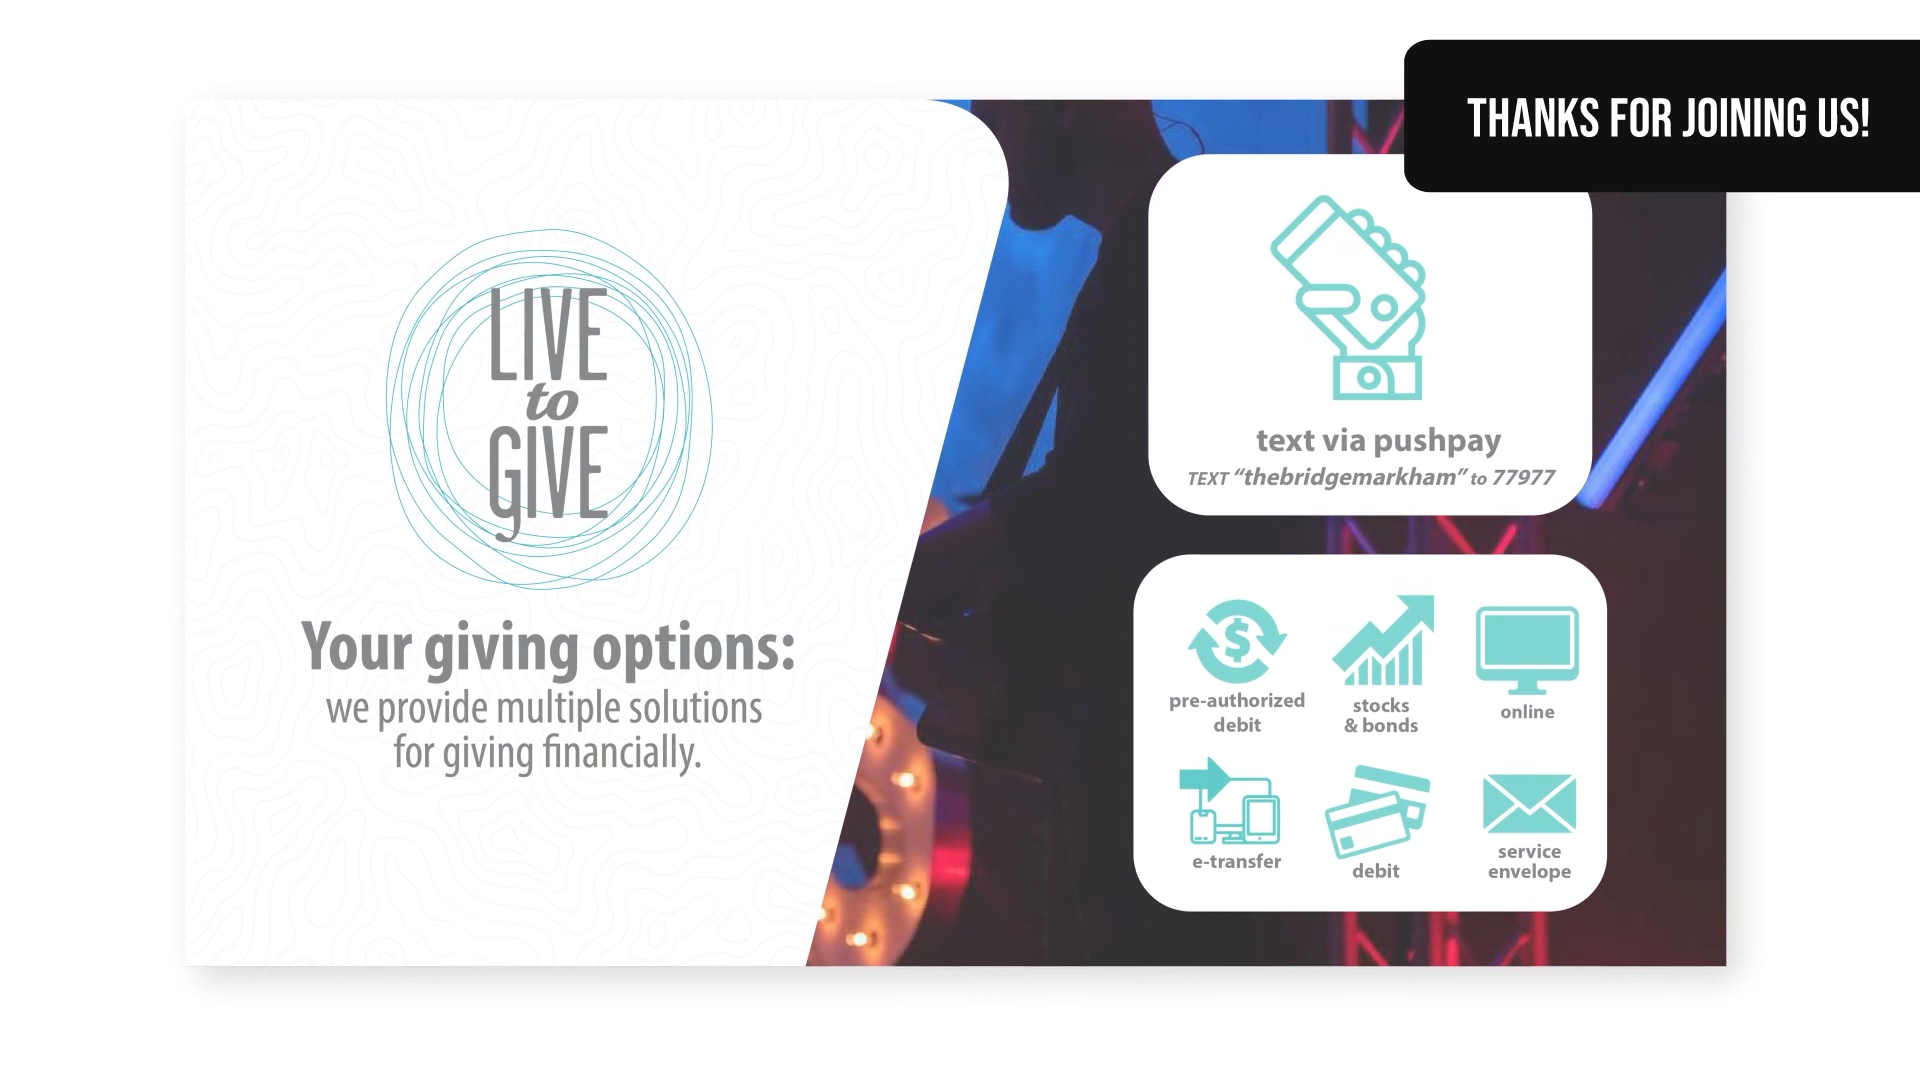 THANKS FOR JOINING US!
LIVE
to
GIVE
Your giving options:
we provide multiple solutions
for giving financially.
text via pushpay
TEXT “thebridgemarkham” to 77977
pre-authorized
debit
stocks
& bonds
online
e-transfer
debit
service
envelope